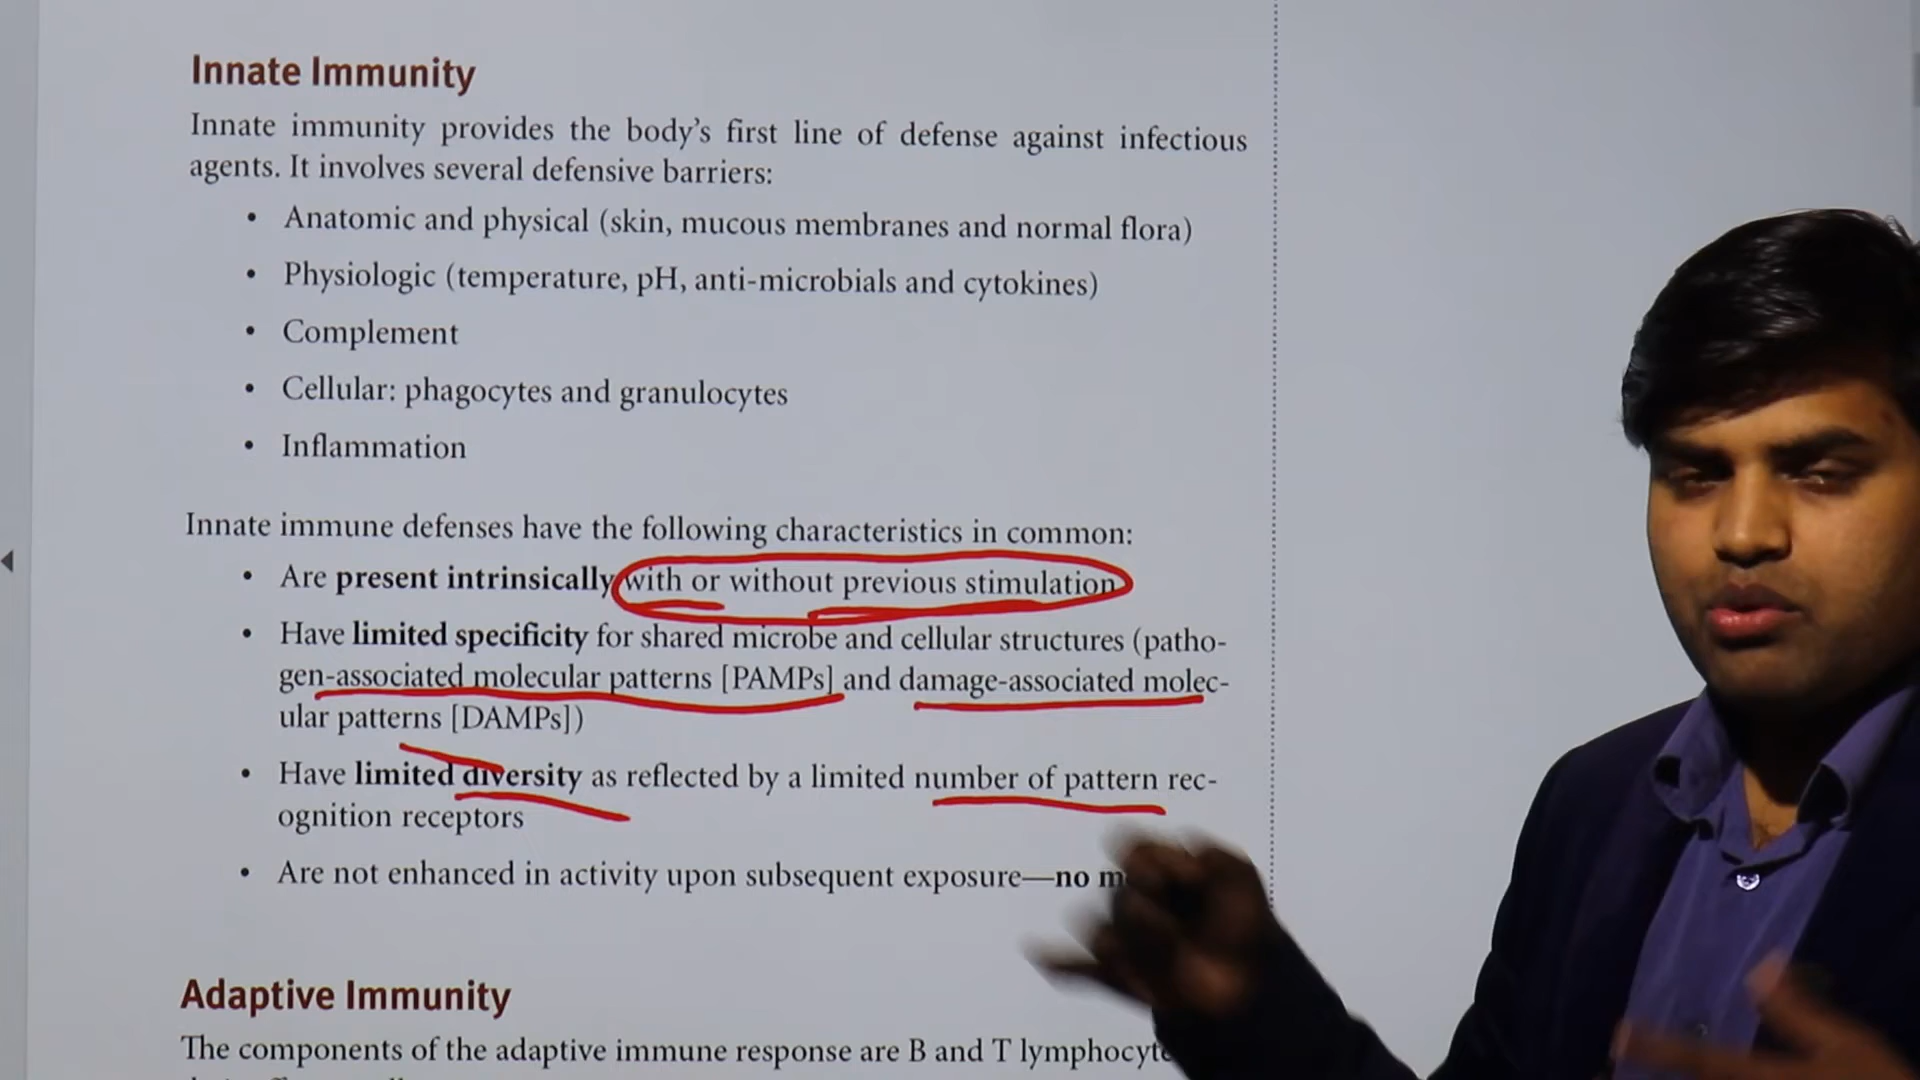 Innate Immunity
Innate immunity provides the body's first line of defense against infectious
agents. It involves several defensive barriers:
• Anatomic and physical (skin, mucous membranes and normal flora)
• Physiologic (temperature, pH, anti-microbials and cytokines)
• Complement
• Cellular: phagocytes and granulocytes
• Inflammation
Innate immune defenses have the following characteristics in common:
• Are present intrinsically with or without previous stimulation
• Have limited specificity for shared microbe and cellular structures (patho-
gen-associated molecular patterns [PAMPs] and damage-associated molec-
ular patterns [DAMPs])
• Have limited diversity as reflected by a limited number of pattern rec-
ognition receptors
• Are not enhanced in activity upon subsequent exposure—no
Adaptive Immunity
The components of the adaptive immune response are B and T